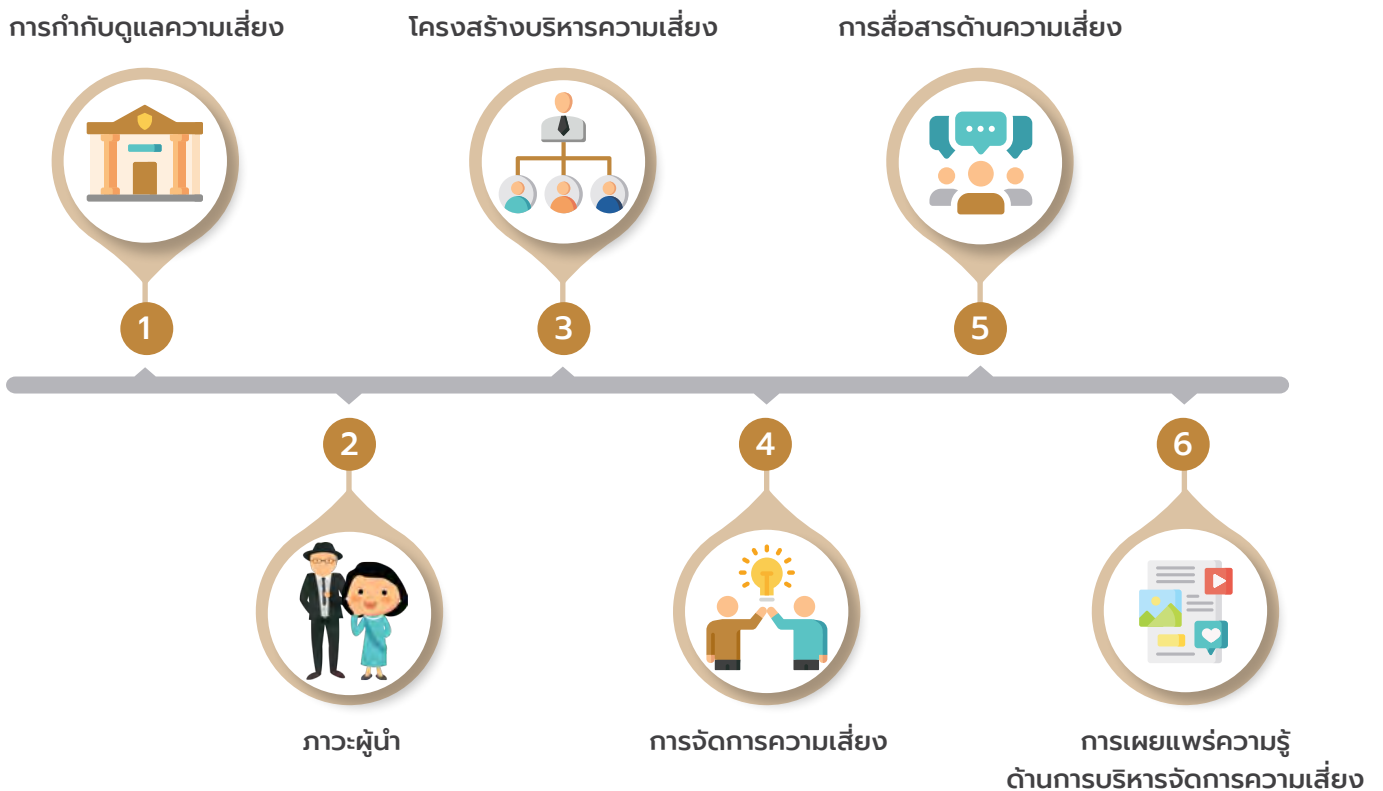 การกำกับดูแลความเสี่ยง
โครงสร้างบริหารความเสี่ยง
การสื่อสารด้านความเสี่ยง
1
3
5
2
4
6
ภาวะผู้นำ
การจัดการความเสี่ยง
การเผยแพร่ความรู้
ด้านการบริหารจัดการความเสี่ยง